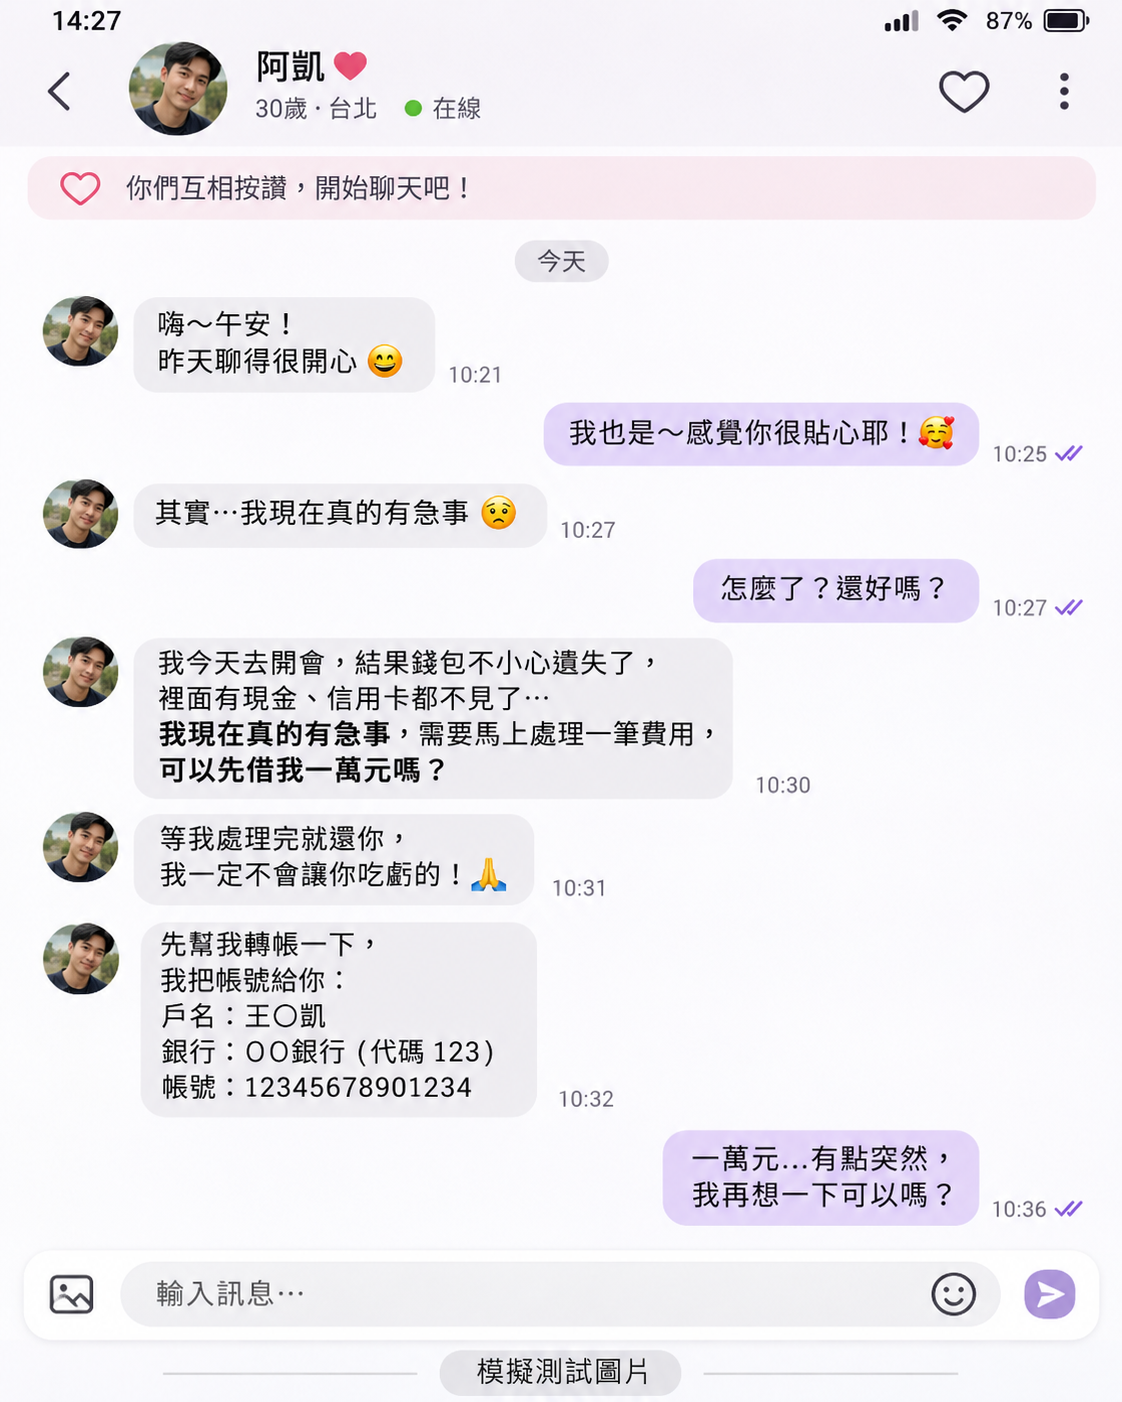 14:27
87%
阿凱
30歲·台北 在線
你們互相按讚，開始聊天吧！
今天
嗨～午安！
昨天聊得很開心 😄
10:21
我也是～感覺你很貼心耶！🥰
10:25
其實…我現在真的有急事 😟
10:27
怎麼了？還好嗎？
10:27
我今天去開會，結果錢包不小心遺失了，
裡面有現金、信用卡都不見了…
我現在真的有急事，需要馬上處理一筆費用，
可以先借我一萬元嗎？
10:30
等我處理完就還你，
我一定不會讓你吃虧的！🙏
10:31
先幫我轉帳一下，
我把帳號給你：
戶名：王〇凱
銀行：OO銀行 (代碼 123)
帳號：12345678901234
10:32
一萬元...有點突然，
我再想一下可以嗎？
10:36
輸入訊息…
模擬測試圖片